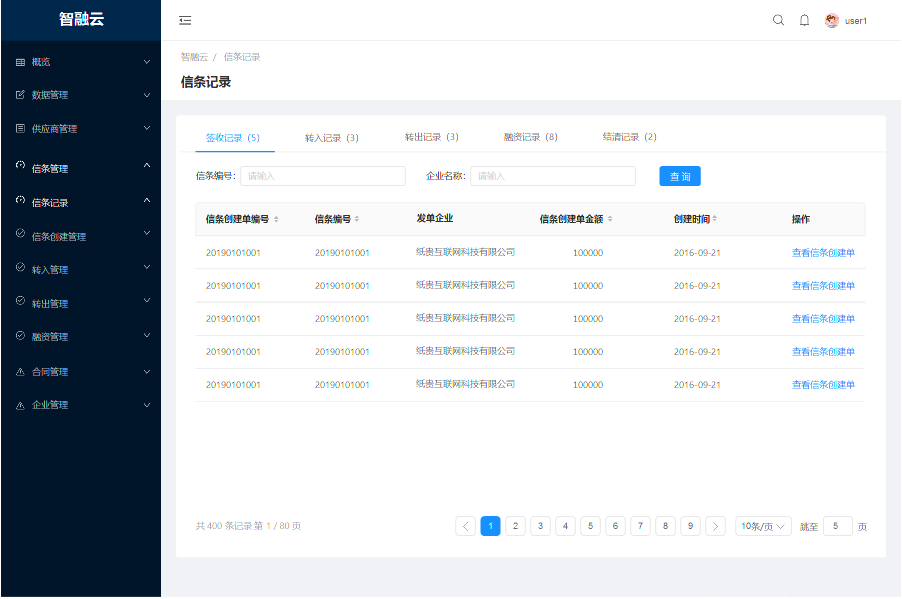 智融云
user1
概览
数据管理
供应商管理
信条管理
信条记录
信条创建管理
转入管理
转出管理
融资管理
合同管理
企业管理
智融云 / 信条记录
信条记录
签收记录（5） 转入记录（3） 转出记录（3） 融资记录（8） 结清记录（2）
信条编号: 请输入 企业名称: 请输入 查 询
信条创建单编号 信条编号 发单企业 信条创建单金额 创建时间 操作
20190101001 20190101001 纸贵互联网科技有限公司 100000 2016-09-21 查看信条创建单
20190101001 20190101001 纸贵互联网科技有限公司 100000 2016-09-21 查看信条创建单
20190101001 20190101001 纸贵互联网科技有限公司 100000 2016-09-21 查看信条创建单
20190101001 20190101001 纸贵互联网科技有限公司 100000 2016-09-21 查看信条创建单
20190101001 20190101001 纸贵互联网科技有限公司 100000 2016-09-21 查看信条创建单
共 400 条记录 第 1 / 80 页 1 2 3 4 5 6 7 8 9 10条/页 跳至 5 页